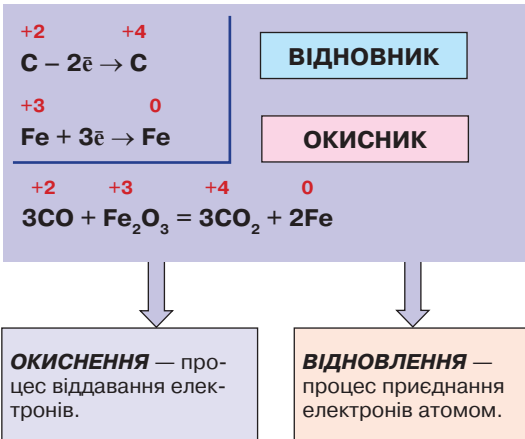 +2 +4
C – 2ē → C
ВІДНОВНИК
+3 0
Fe + 3ē → Fe
ОКИСНИК
+2 +3 +4 0
3CO + Fe₂O₃ = 3CO₂ + 2Fe
ОКИСНЕННЯ — про-
цес віддавання елек-
тронів.
ВІДНОВЛЕННЯ —
процес приєднання
електронів атомом.